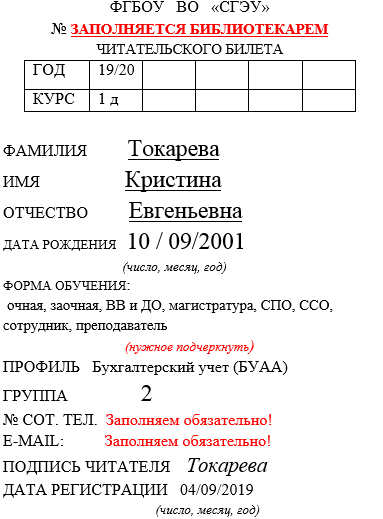 ФГБОУ ВО «СГЭУ»
№ ЗАПОЛНЯЕТСЯ БИБЛИОТЕКАРЕМ
ЧИТАТЕЛЬСКОГО БИЛЕТА
ГОД 19/20
КУРС 1 д
ФАМИЛИЯ Токарева
ИМЯ Кристина
ОТЧЕСТВО Евгеньевна
ДАТА РОЖДЕНИЯ 10 / 09/2001
(число, месяц, год)
ФОРМА ОБУЧЕНИЯ:
очная, заочная, ВВ и ДО, магистратура, СПО, ССО,
сотрудник, преподаватель
(нужное подчеркнуть)
ПРОФИЛЬ Бухгалтерский учет (БУАА)
ГРУППА 2
№ СОТ. ТЕЛ. Заполняем обязательно!
E-MAIL: Заполняем обязательно!
ПОДПИСЬ ЧИТАТЕЛЯ Токарева
ДАТА РЕГИСТРАЦИИ 04/09/2019
(число, месяц, год)